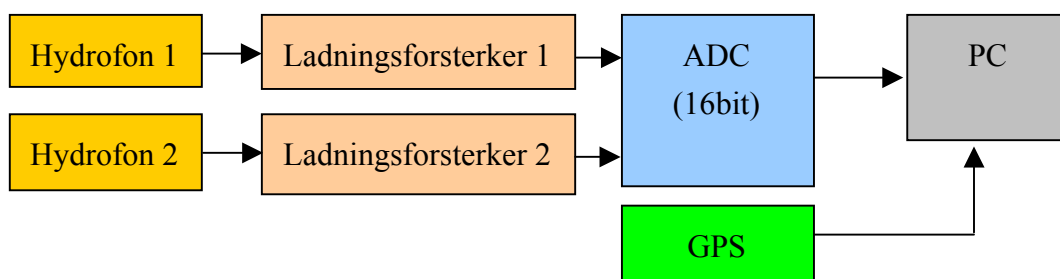 Hydrofon 1
Ladningsforsterker 1
ADC
(16bit)
PC
Hydrofon 2
Ladningsforsterker 2
GPS